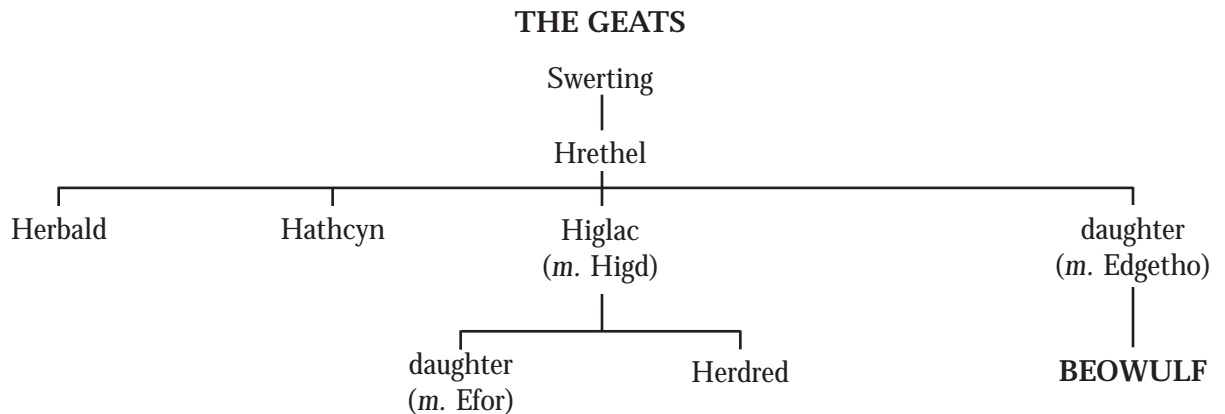 THE GEATS
Swerting
Hrethel
Herbald
Hathcyn
Higlac
(m. Higd)
daughter
(m. Edgetho)
daughter
(m. Efor)
Herdred
BEOWULF